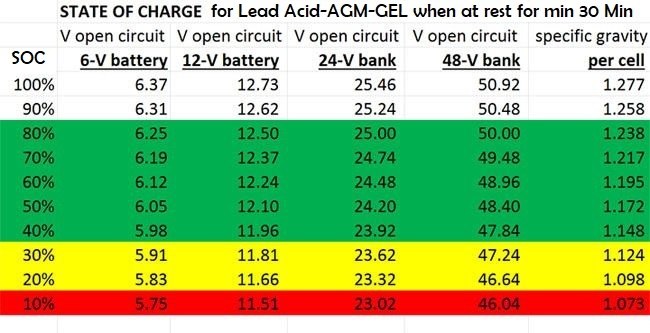 STATE OF CHARGE for Lead Acid-AGM-GEL when at rest for min 30 Min
V open circuit V open circuit V open circuit V open circuit specific gravity
SOC 6-V battery 12-V battery 24-V bank 48-V bank per cell
100% 6.37 12.73 25.46 50.92 1.277
90% 6.31 12.62 25.24 50.48 1.258
80% 6.25 12.50 25.00 50.00 1.238
70% 6.19 12.37 24.74 49.48 1.217
60% 6.12 12.24 24.48 48.96 1.195
50% 6.05 12.10 24.20 48.40 1.172
40% 5.98 11.96 23.92 47.84 1.148
30% 5.91 11.81 23.62 47.24 1.124
20% 5.83 11.66 23.32 46.64 1.098
10% 5.75 11.51 23.02 46.04 1.073